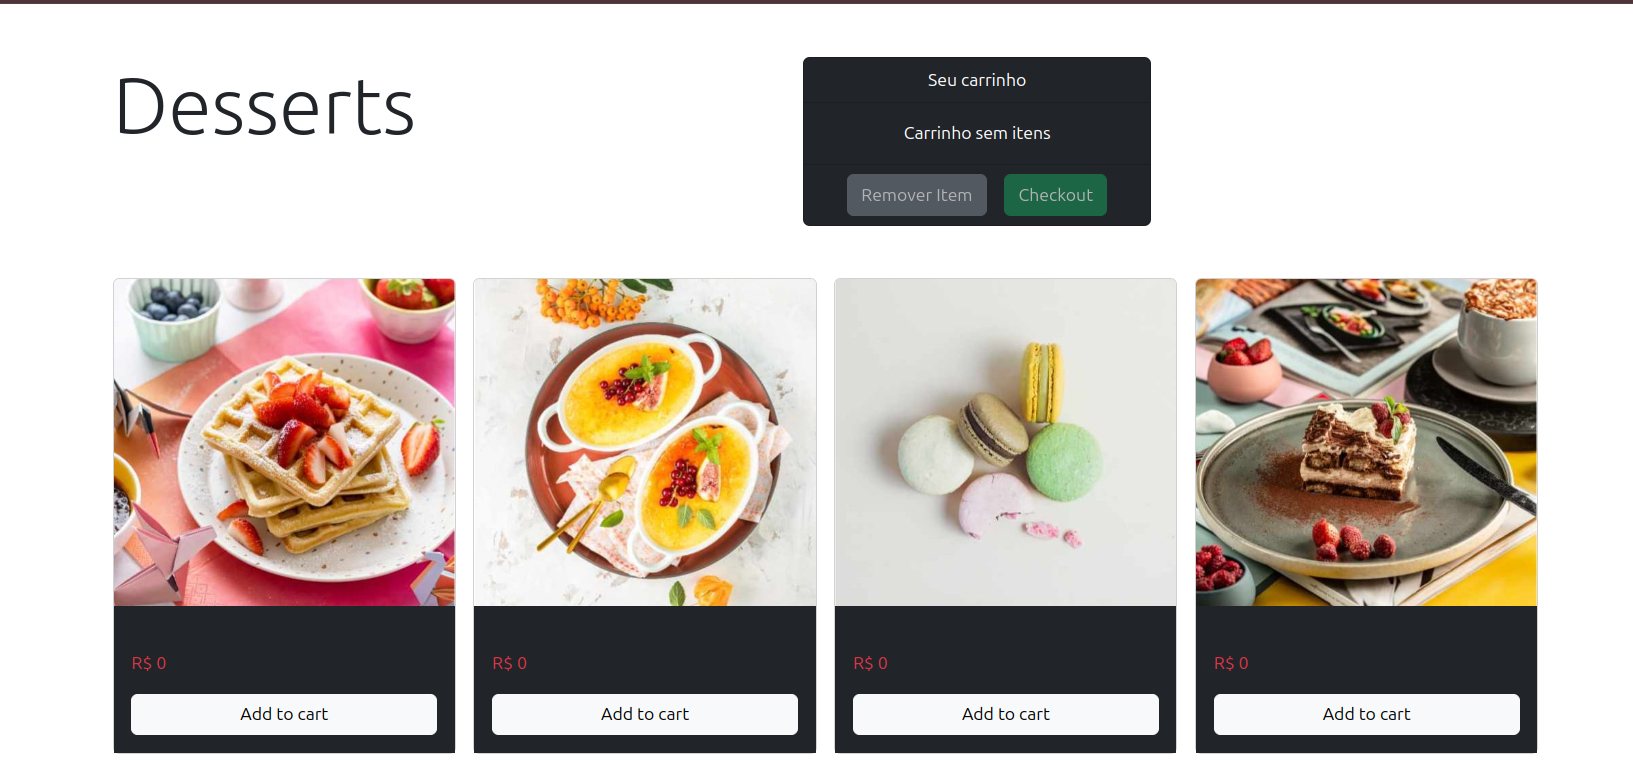 Desserts
Seu carrinho
Carrinho sem itens
Remover Item
Checkout
R$ 0
R$ 0
R$ 0
R$ 0
Add to cart
Add to cart
Add to cart
Add to cart